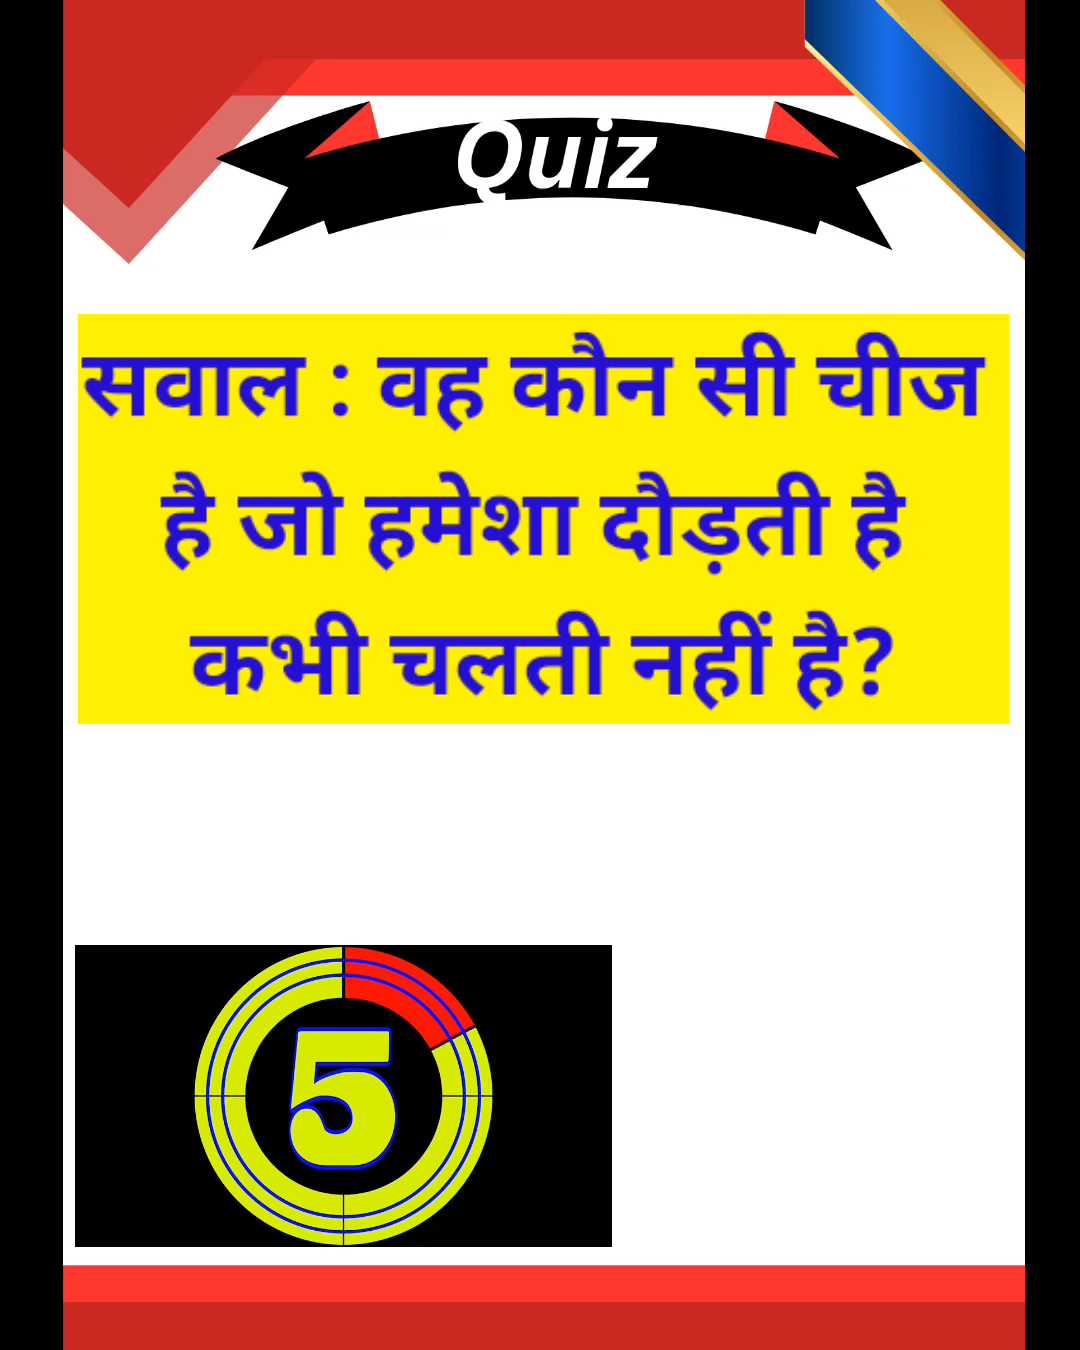 Quiz
सवाल : वह कौन सी चीज
है जो हमेशा दौड़ती है
कभी चलती नहीं है?
5